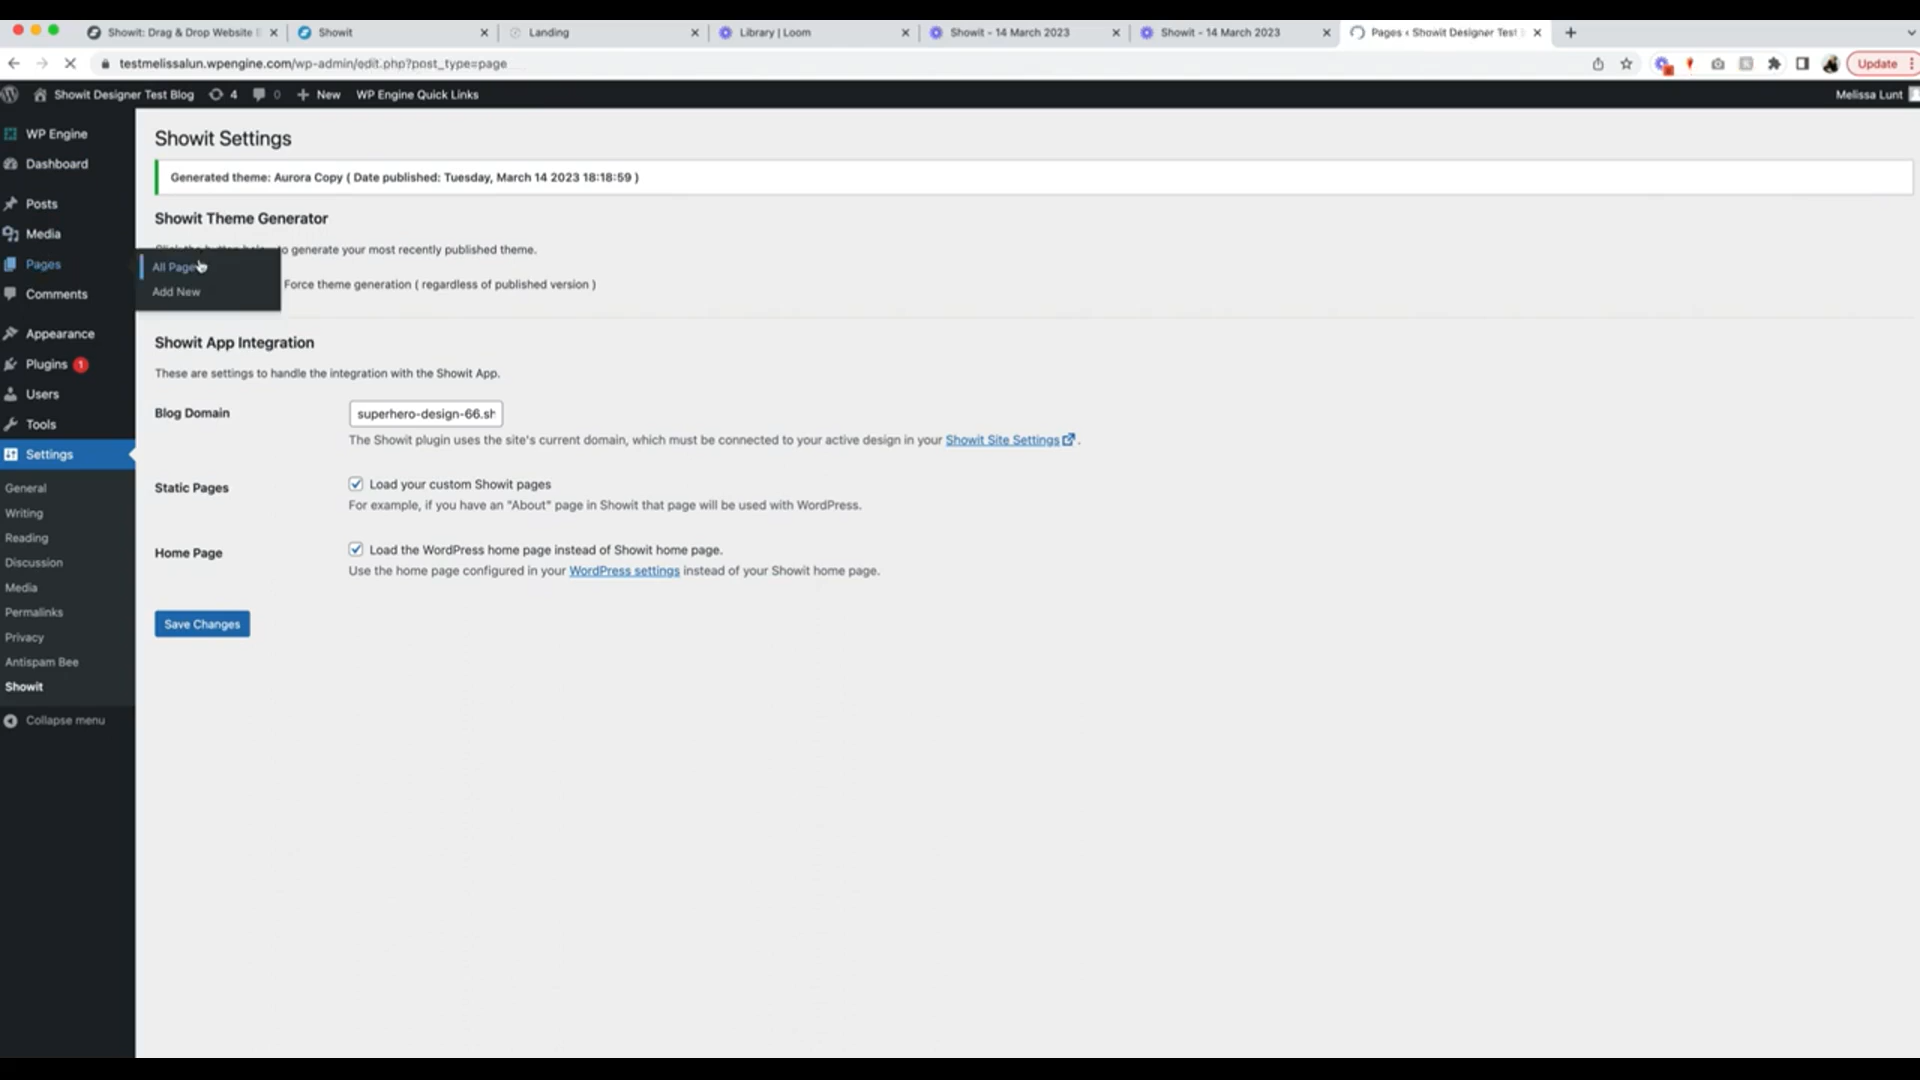 Showit: Drag & Drop Website
Showit
Landing
Library | Loom
Showit - 14 March 2023
Showit - 14 March 2023
Pages ‹ Showit Designer Test
testmelissalun.wpengine.com/wp-admin/edit.php?post_type=page
Update
Showit Designer Test Blog 4 0 + New WP Engine Quick Links
Melissa Lunt
WP Engine
Dashboard
Posts
Media
Pages
Comments
Appearance
Plugins 1
Users
Tools
Settings
General
Writing
Reading
Discussion
Media
Permalinks
Privacy
Antispam Bee
Showit
Collapse menu
All Page
Add New
Showit Settings
Generated theme: Aurora Copy ( Date published: Tuesday, March 14 2023 18:18:59 )
Showit Theme Generator
to generate your most recently published theme.
Force theme generation ( regardless of published version )
Showit App Integration
These are settings to handle the integration with the Showit App.
Blog Domain
superhero-design-66.sh
The Showit plugin uses the site's current domain, which must be connected to your active design in your Showit Site Settings .
Static Pages
Load your custom Showit pages
For example, if you have an "About" page in Showit that page will be used with WordPress.
Home Page
Load the WordPress home page instead of Showit home page.
Use the home page configured in your WordPress settings instead of your Showit home page.
Save Changes